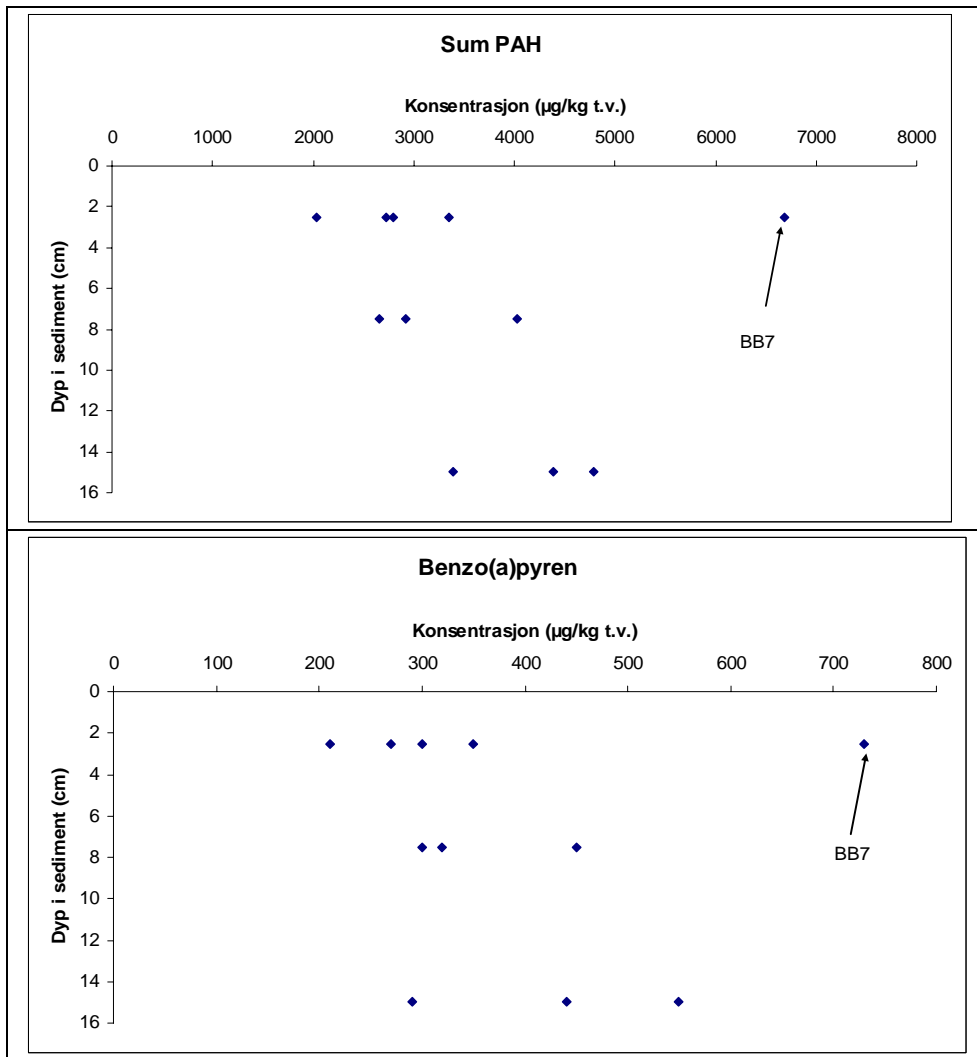 Sum PAH
Konsentrasjon (µg/kg t.v.)
0 1000 2000 3000 4000 5000 6000 7000 8000
Dyp i sediment (cm)
0
2
4
6
8
10
12
14
16
BB7
Benzo(a)pyren
Konsentrasjon (µg/kg t.v.)
0 100 200 300 400 500 600 700 800
Dyp i sediment (cm)
0
2
4
6
8
10
12
14
16
BB7